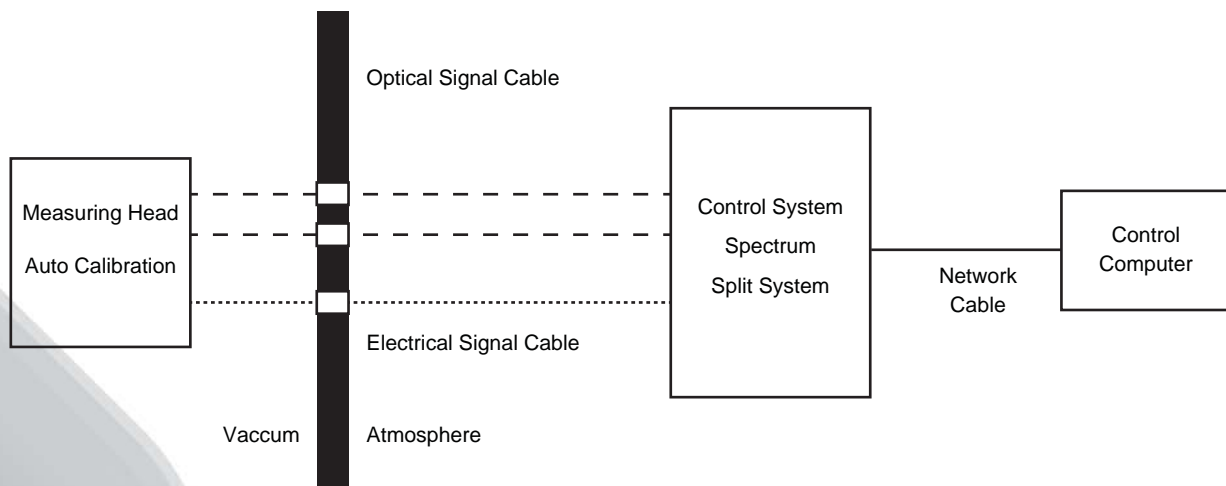 Optical Signal Cable
Measuring Head
Auto Calibration
Control System
Spectrum
Split System
Network
Cable
Control
Computer
Electrical Signal Cable
Vaccum
Atmosphere